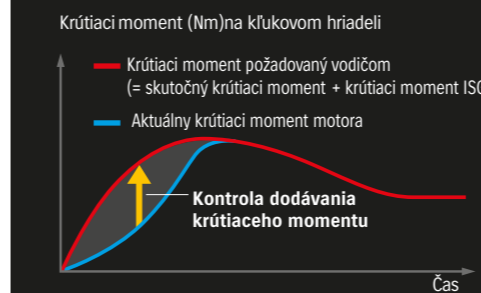 Krútiaci moment (Nm)na kľukovom hriadeli
Krútiaci moment požadovaný vodičom
(= skutočný krútiaci moment + krútiaci moment
Aktuálny krútiaci moment motora
Kontrola dodávania
krútiaceho momentu
Čas